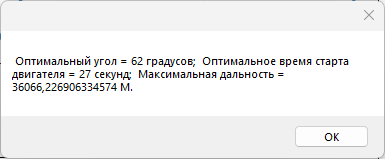 Оптимальный угол = 62 градусов;  Оптимальное время старта
двигателя = 27 секунд;  Максимальная дальность =
36066,226906334574 М.
OK